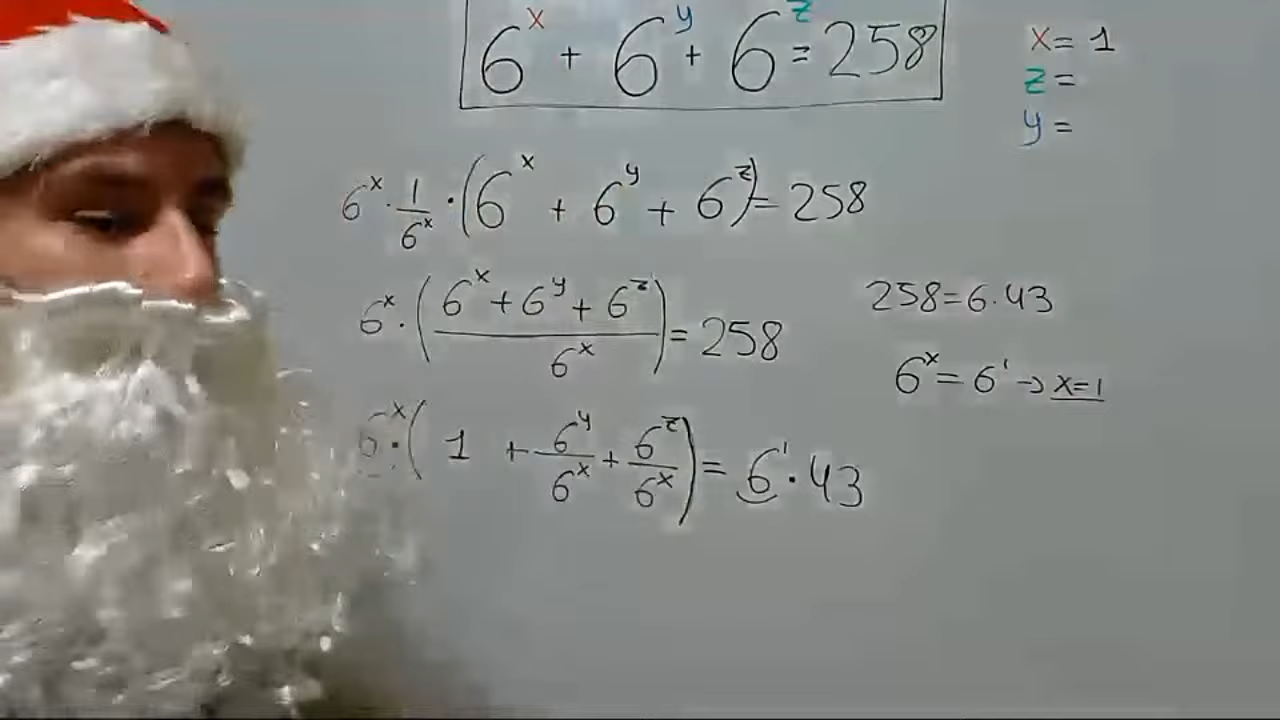 6^x + 6^y + 6^z = 258
x = 1
z =
y =
6^x · 1/6^x · (6^x + 6^y + 6^z) = 258
6^x · ((6^x + 6^y + 6^z)/6^x) = 258
258 = 6 · 43
6^x = 6^1 → x = 1
6^x · (1 + 6^y/6^x + 6^z/6^x) = 6^1 · 43